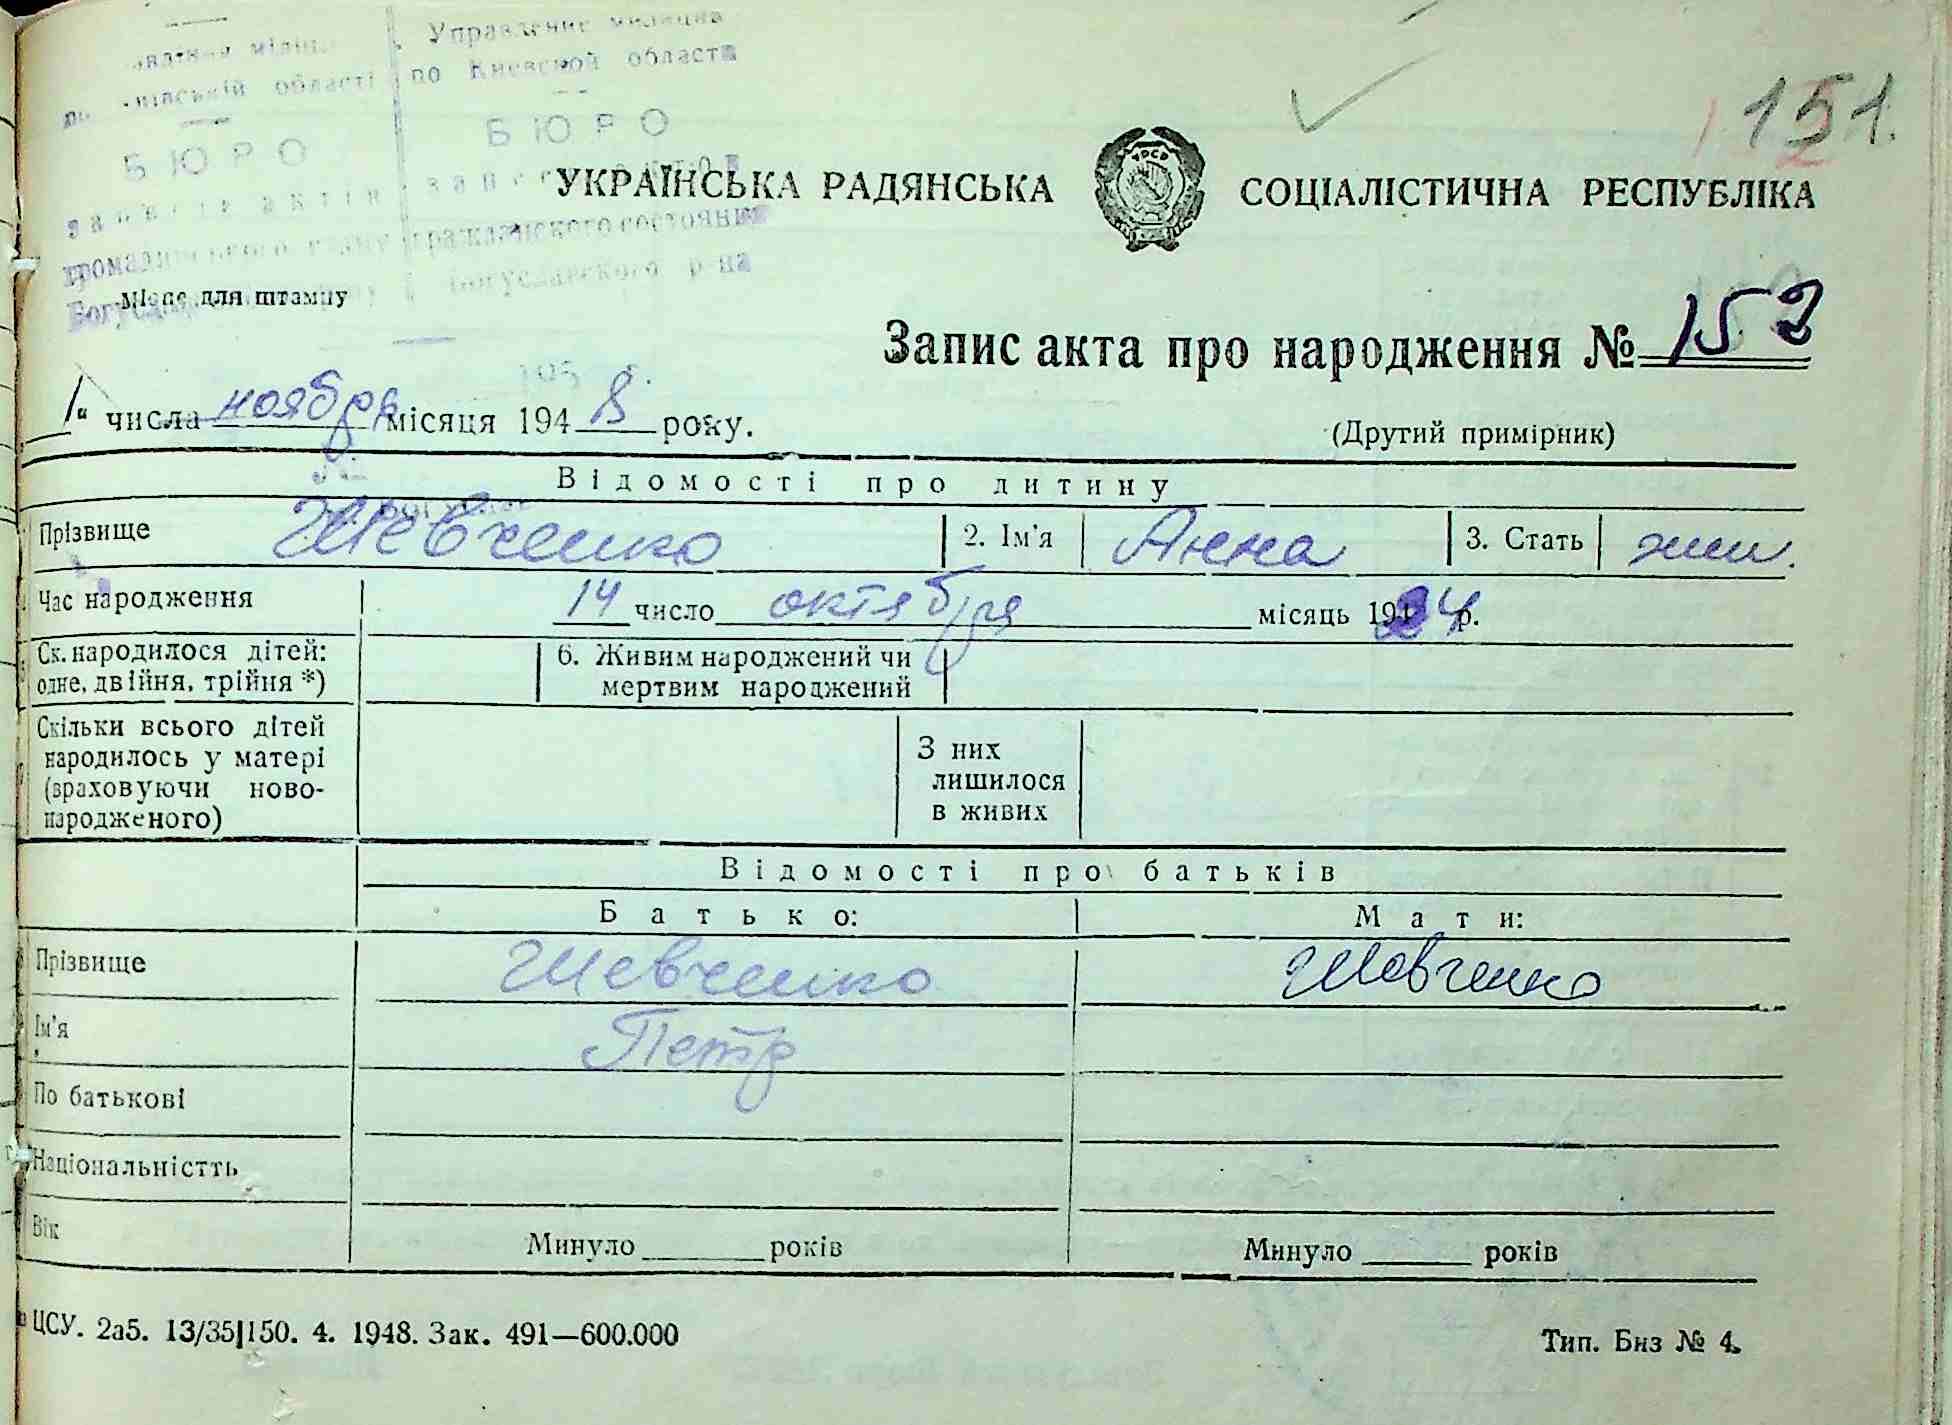 Управление милиции
області по Киевской области
БЮРО БЮРО
151.
УКРАЇНСЬКА РАДЯНСЬКА СОЦІАЛІСТИЧНА РЕСПУБЛІКА
гражданского состояния
Богуславского р-на
Місце для штампу
Запис акта про народження № 152
1" числа ноября місяця 1948 року.
(Другий примірник)
Відомості про дитину
Прізвище Шевченко 2. Ім'я Анна 3. Стать жен.
Час народження 14 число октября місяць 1924 р.
Ск. народилося дітей: 6. Живим народжений чи
одне, двійня, трійня *) мертвим народжений
Скільки всього дітей
народилось у матері З них
(враховуючи ново- лишилося
народженого) в живих
Відомості про батьків
Батько: Мати:
Прізвище Шевченко Шевченко
Ім'я Петр
По батькові
Національністть
Вік Минуло років Минуло років
ЦСУ. 2а5. 13/35|150. 4. 1948. Зак. 491—600.000 Тип. Биз № 4.